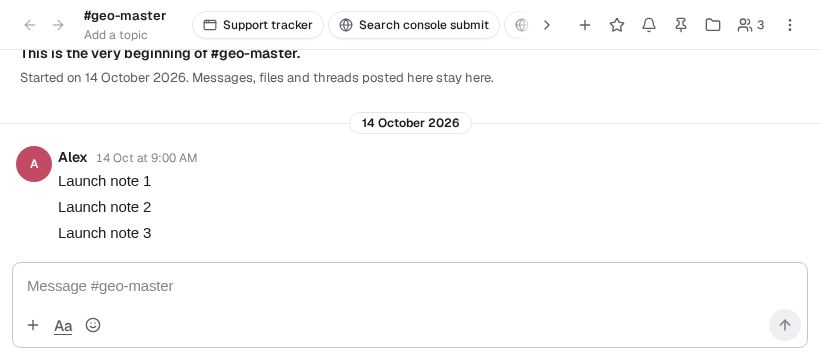 #geo-master
Add a topic
Support tracker
Search console submit
3
This is the very beginning of #geo-master.
Started on 14 October 2026. Messages, files and threads posted here stay here.
14 October 2026
A
Alex 14 Oct at 9:00 AM
Launch note 1
Launch note 2
Launch note 3
Message #geo-master
Aa